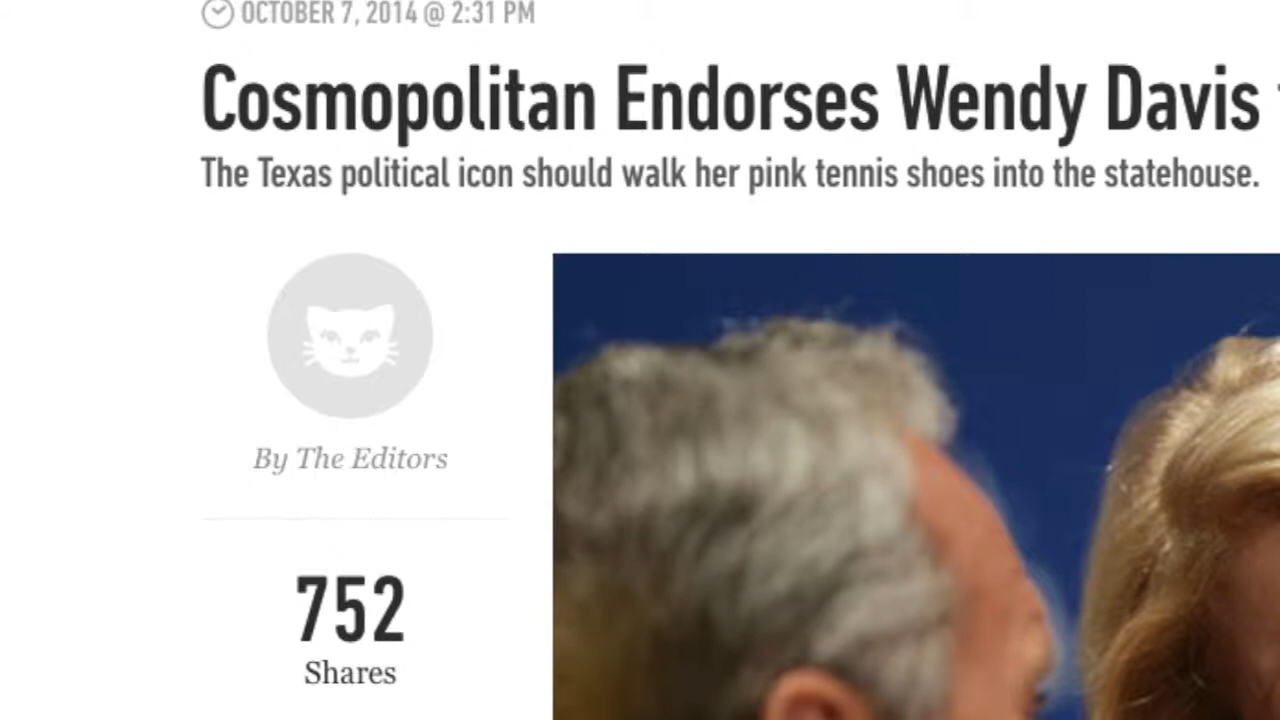 OCTOBER 7, 2014 @ 2:31 PM
Cosmopolitan Endorses Wendy Davis
The Texas political icon should walk her pink tennis shoes into the statehouse.
By The Editors
752
Shares